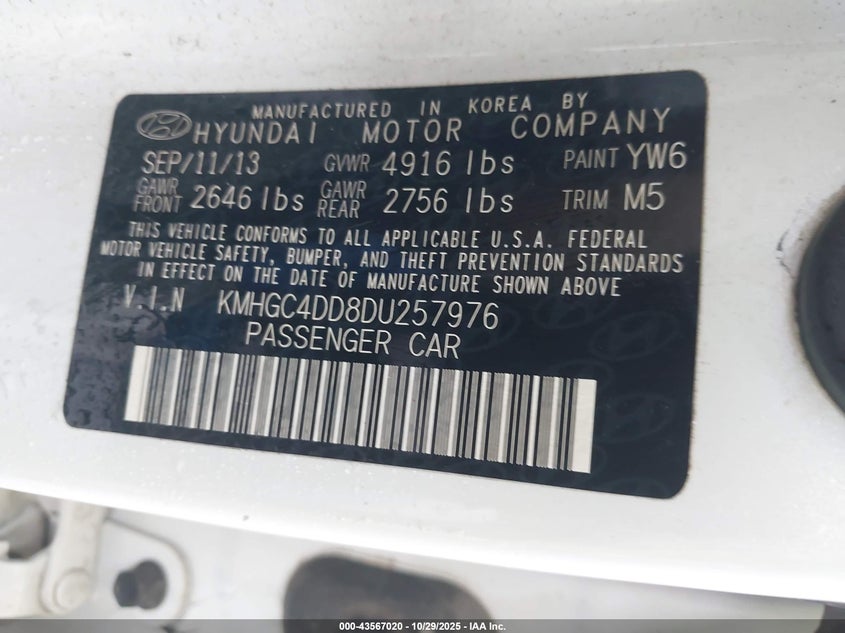 MANUFACTURED IN KOREA BY
HYUNDAI MOTOR COMPANY
SEP/11/13 GVWR 4916 lbs PAINT YW6
GAWR FRONT 2646 lbs GAWR REAR 2756 lbs TRIM M5
THIS VEHICLE CONFORMS TO ALL APPLICABLE U.S.A. FEDERAL
MOTOR VEHICLE SAFETY, BUMPER, AND THEFT PREVENTION STANDARDS
IN EFFECT ON THE DATE OF MANUFACTURE SHOWN ABOVE
V.I.N KMHGC4DD8DU257976
PASSENGER CAR
000-43567020 | 10/29/2025 - IAA Inc.